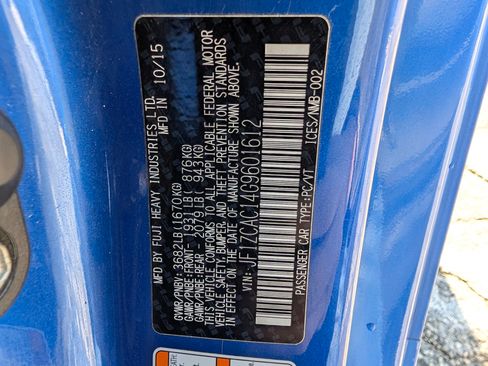 MFD BY FUJI HEAVY INDUSTRIES LTD.
MFD IN 10/15
GVWR/PNBV: 3682LB(1670KG)
GAWR/PNBE:FRONT- 1931LB( 876KG)
GAWR/PNBE:REAR - 2079LB( 943KG)
THIS VEHICLE CONFORMS TO ALL APPLICABLE FEDERAL MOTOR
VEHICLE SAFETY,BUMPER,AND THEFT PREVENTION STANDARDS
IN EFFECT ON THE DATE OF MANUFACTURE SHOWN ABOVE.
JF1ZCAC14G9601612
ICES/NMB-002
PASSENGER CAR TYPE:PC/VT